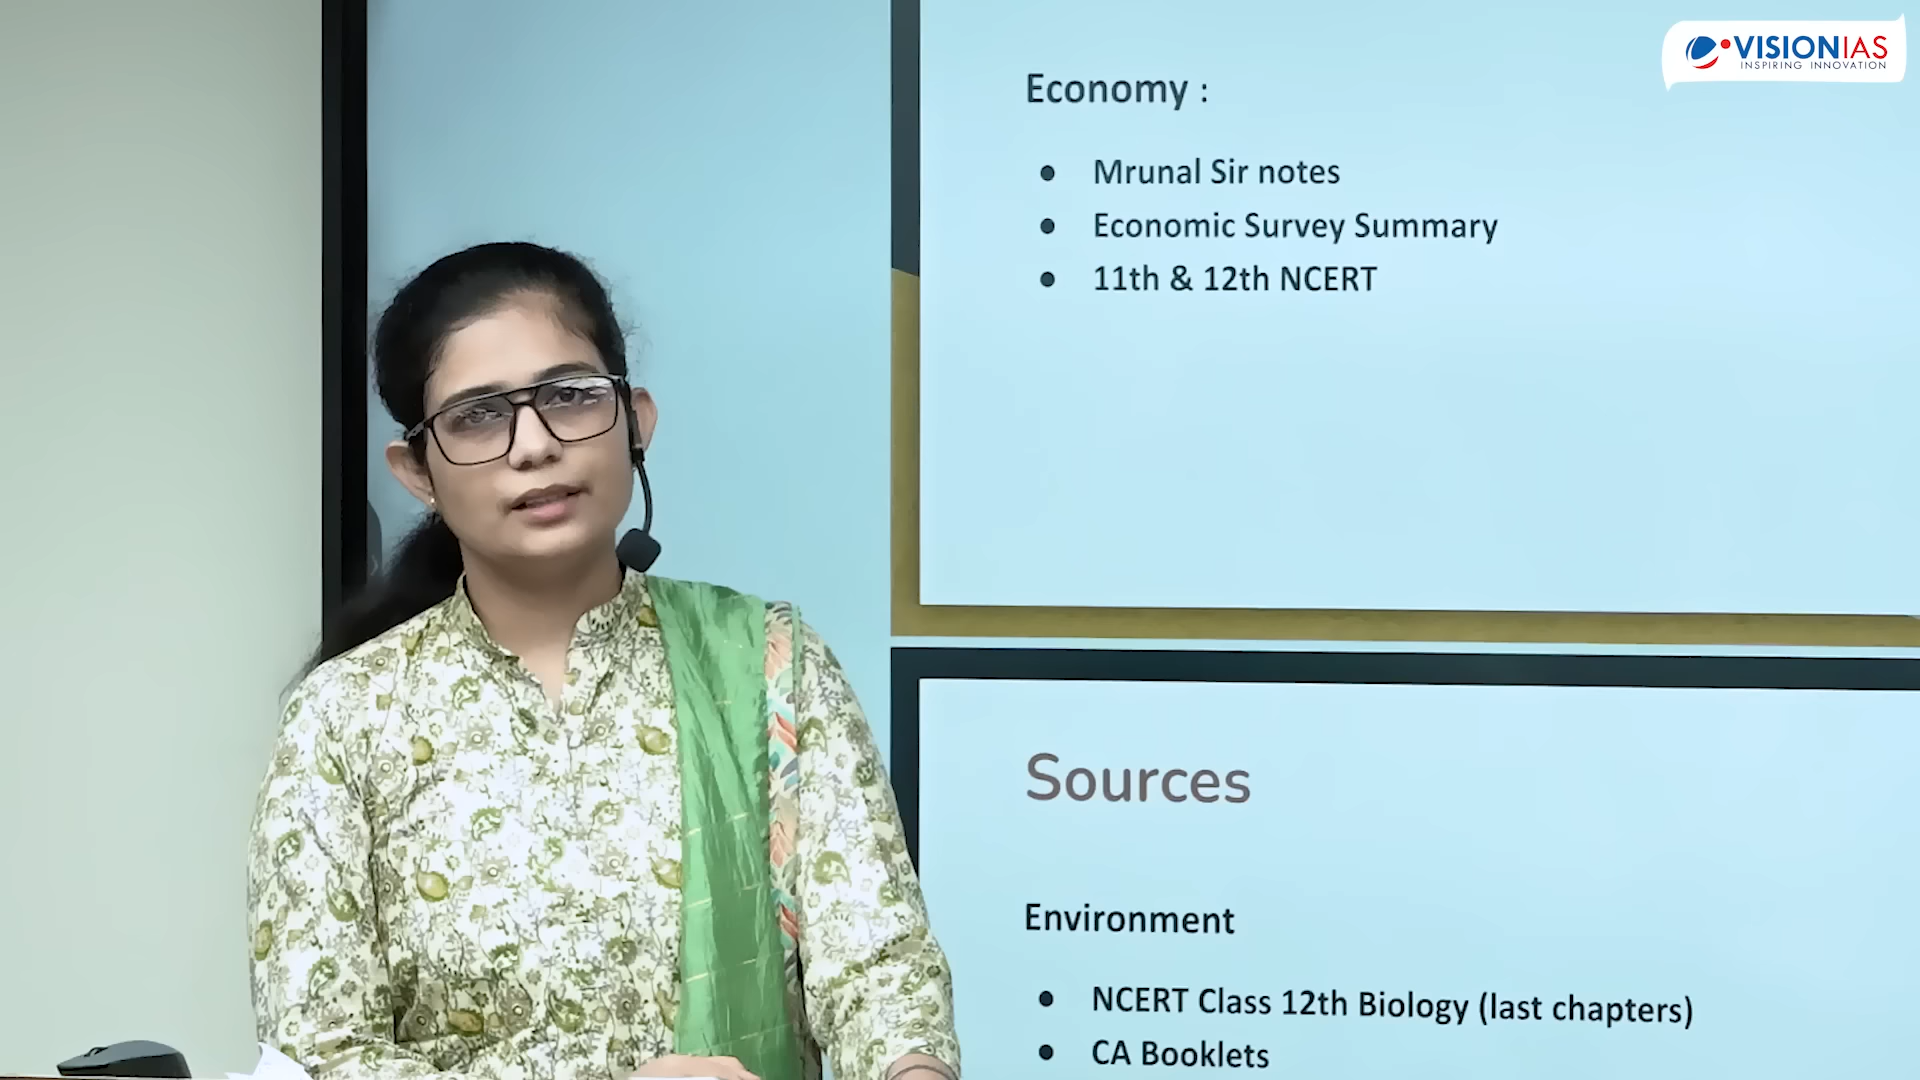 VISIONIAS
INSPIRING INNOVATION
Economy :
Mrunal Sir notes
Economic Survey Summary
11th & 12th NCERT
Sources
Environment
NCERT Class 12th Biology (last chapters)
CA Booklets